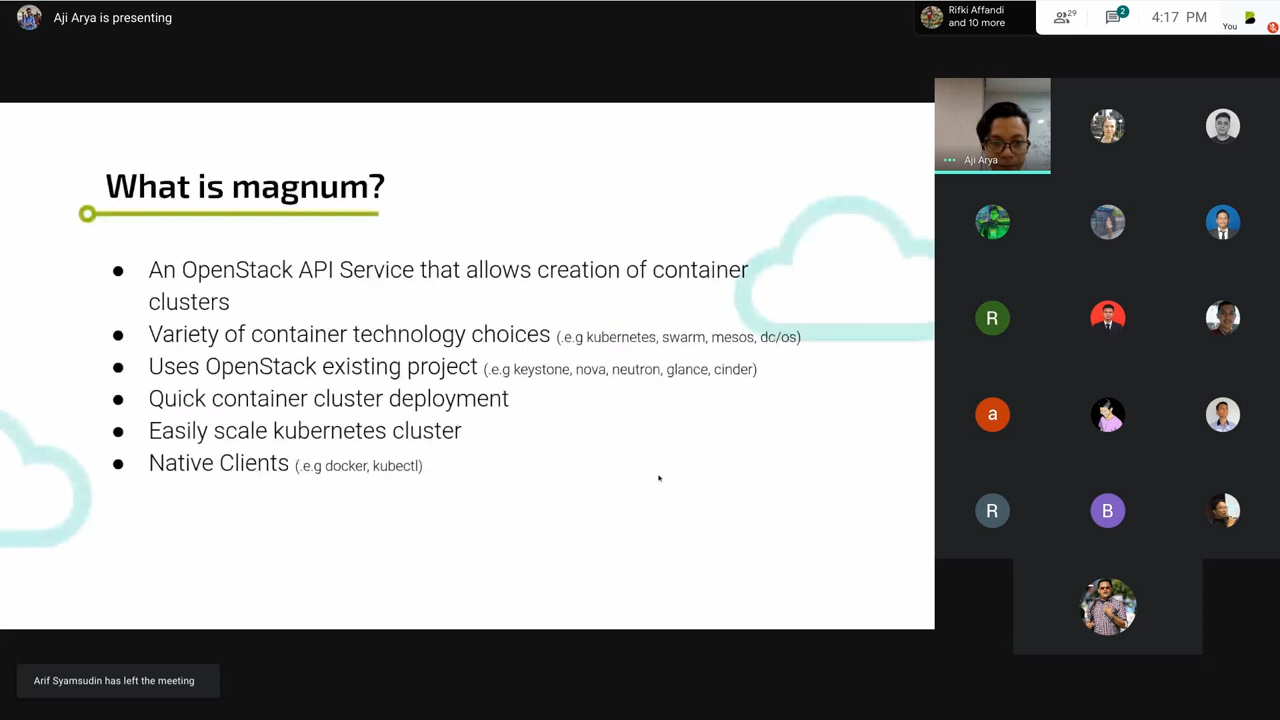 Aji Arya is presenting
Rifki Affandi
and 10 more
29
2
4:17 PM
You
What is magnum?
● An OpenStack API Service that allows creation of container
clusters
● Variety of container technology choices (.e.g kubernetes, swarm, mesos, dc/os)
● Uses OpenStack existing project (.e.g keystone, nova, neutron, glance, cinder)
● Quick container cluster deployment
● Easily scale kubernetes cluster
● Native Clients (.e.g docker, kubectl)
Aji Arya
R
a
R
B
Arif Syamsudin has left the meeting